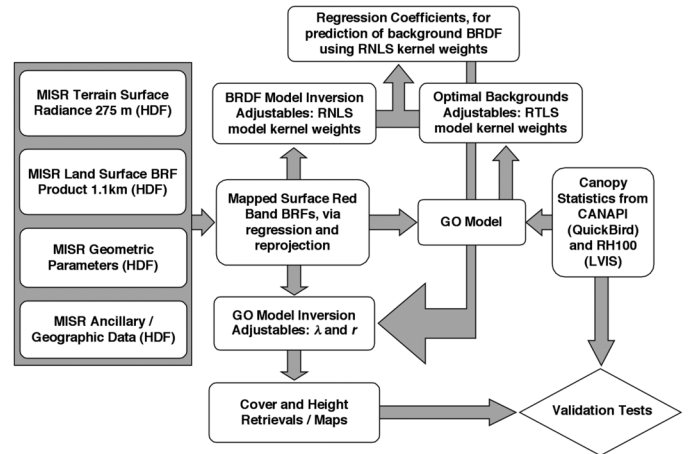 Regression Coefficients, for
prediction of background BRDF
using RNLS kernel weights
MISR Terrain Surface
Radiance 275 m (HDF)
BRDF Model Inversion
Adjustables: RNLS
model kernel weights
Optimal Backgrounds
Adjustables: RTLS
model kernel weights
MISR Land Surface BRF
Product 1.1km (HDF)
Mapped Surface Red
Band BRFs, via
regression and
reprojection
GO Model
Canopy
Statistics from
CANAPI
(QuickBird)
and RH100
(LVIS)
MISR Geometric
Parameters (HDF)
MISR Ancillary /
Geographic Data (HDF)
GO Model Inversion
Adjustables: λ and r
Cover and Height
Retrievals / Maps
Validation Tests